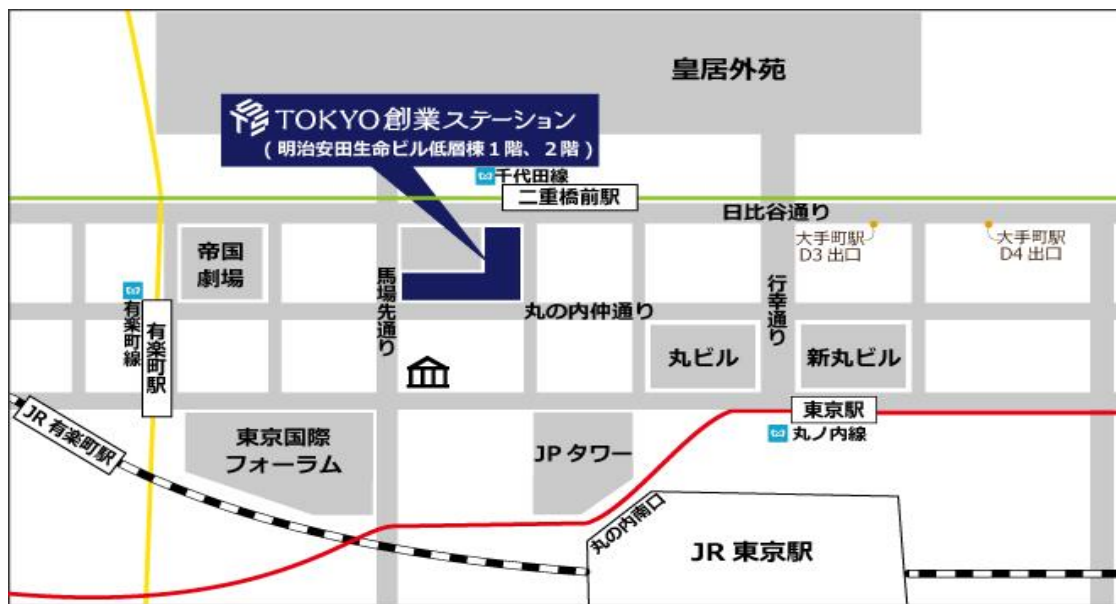 皇居外苑
TOKYO創業ステーション
(明治安田生命ビル低層棟１階、２階)
千代田線
二重橋前駅
日比谷通り
大手町駅
D3 出口
大手町駅
D4 出口
帝国
劇場
馬場先通り
行幸通り
有楽町線
有楽町駅
丸の内仲通り
丸ビル
新丸ビル
JR 有楽町駅
東京国際
フォーラム
JP タワー
東京駅
丸ノ内線
丸の内南口
JR 東京駅